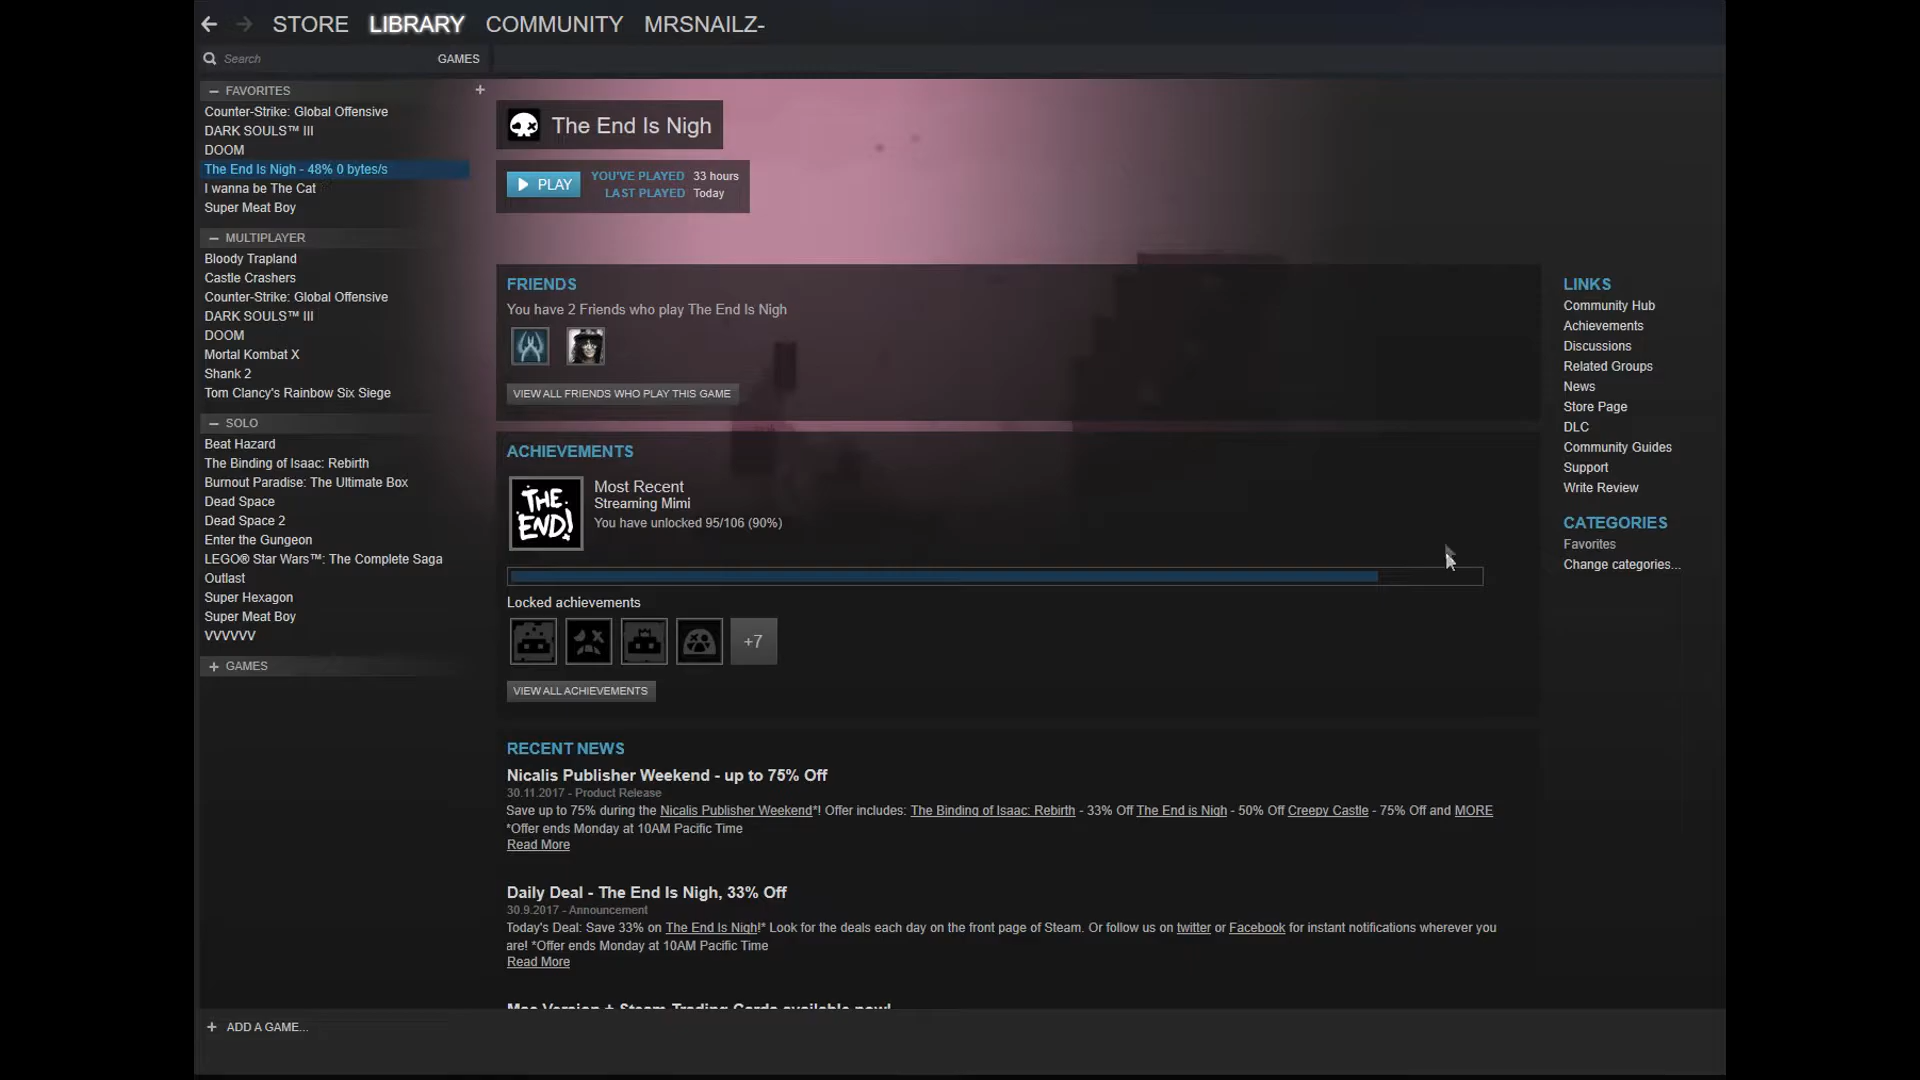 STORE LIBRARY COMMUNITY MRSNAILZ-
Search GAMES
— FAVORITES +
Counter-Strike: Global Offensive
DARK SOULS™ III
DOOM
The End Is Nigh - 48% 0 bytes/s
I wanna be The Cat
Super Meat Boy
— MULTIPLAYER
Bloody Trapland
Castle Crashers
Counter-Strike: Global Offensive
DARK SOULS™ III
DOOM
Mortal Kombat X
Shank 2
Tom Clancy's Rainbow Six Siege
— SOLO
Beat Hazard
The Binding of Isaac: Rebirth
Burnout Paradise: The Ultimate Box
Dead Space
Dead Space 2
Enter the Gungeon
LEGO® Star Wars™: The Complete Saga
Outlast
Super Hexagon
Super Meat Boy
VVVVVV
+ GAMES
+ ADD A GAME...
The End Is Nigh
PLAY
YOU'VE PLAYED 33 hours
LAST PLAYED Today
FRIENDS
You have 2 Friends who play The End Is Nigh
VIEW ALL FRIENDS WHO PLAY THIS GAME
ACHIEVEMENTS
THE
END!
Most Recent
Streaming Mimi
You have unlocked 95/106 (90%)
Locked achievements
+7
VIEW ALL ACHIEVEMENTS
RECENT NEWS
Nicalis Publisher Weekend - up to 75% Off
30.11.2017 - Product Release
Save up to 75% during the Nicalis Publisher Weekend*! Offer includes: The Binding of Isaac: Rebirth - 33% Off The End is Nigh - 50% Off Creepy Castle - 75% Off and MORE
*Offer ends Monday at 10AM Pacific Time
Read More
Daily Deal - The End Is Nigh, 33% Off
30.9.2017 - Announcement
Today's Deal: Save 33% on The End Is Nigh!* Look for the deals each day on the front page of Steam. Or follow us on twitter or Facebook for instant notifications wherever you
are! *Offer ends Monday at 10AM Pacific Time
Read More
Mac Version + Steam Trading Cards available now!
LINKS
Community Hub
Achievements
Discussions
Related Groups
News
Store Page
DLC
Community Guides
Support
Write Review
CATEGORIES
Favorites
Change categories...